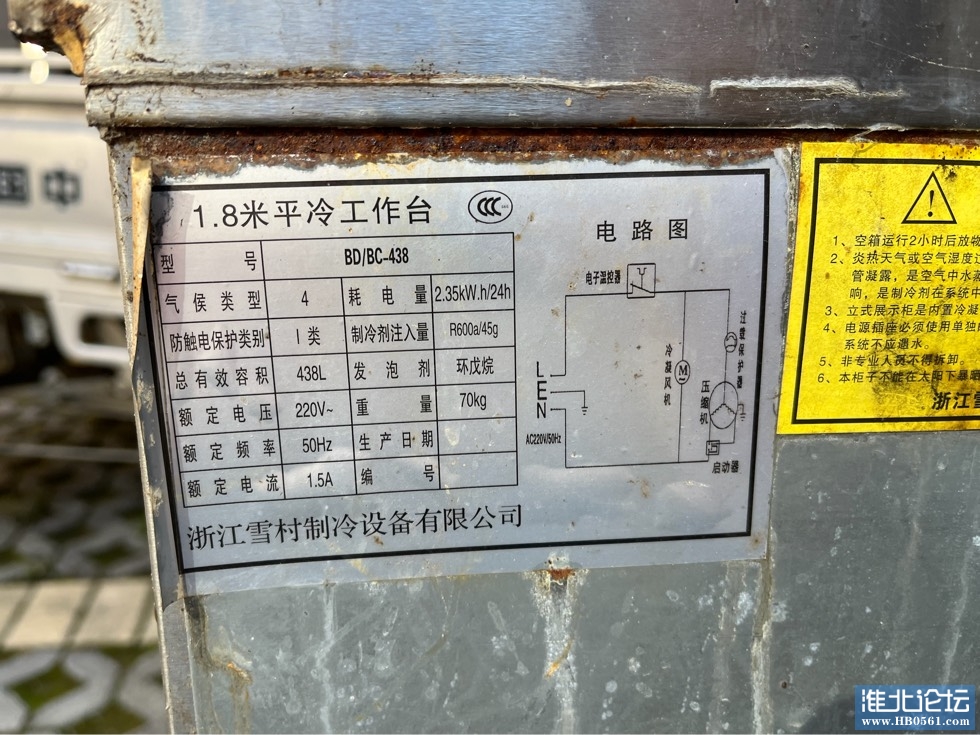 国中
1.8米平冷工作台
CCC
型号 BD/BC-438
气侯类型 4 耗电量 2.35kW.h/24h
防触电保护类别 I类 制冷剂注入量 R600a/45g
总有效容积 438L 发泡剂 环戊烷
额定电压 220V~ 重量 70kg
额定频率 50Hz 生产日期
额定电流 1.5A 编号
浙江雪村制冷设备有限公司
电路图
电子温控器
过载保护器
冷凝风机
M
压缩机
L
E
N
AC220V/50Hz
启动器
1、空箱运行2小时后放物
2、炎热天气或空气湿度过
管凝露，是空气中水蒸
响，是制冷剂在系统中
3、立式展示柜是内置冷凝
4、电源插座必须使用单独
系统不应遇水。
5、非专业人员不得拆卸。
6、本柜子不能在太阳下暴晒
浙江雪
淮北论坛
www.HB0561.com